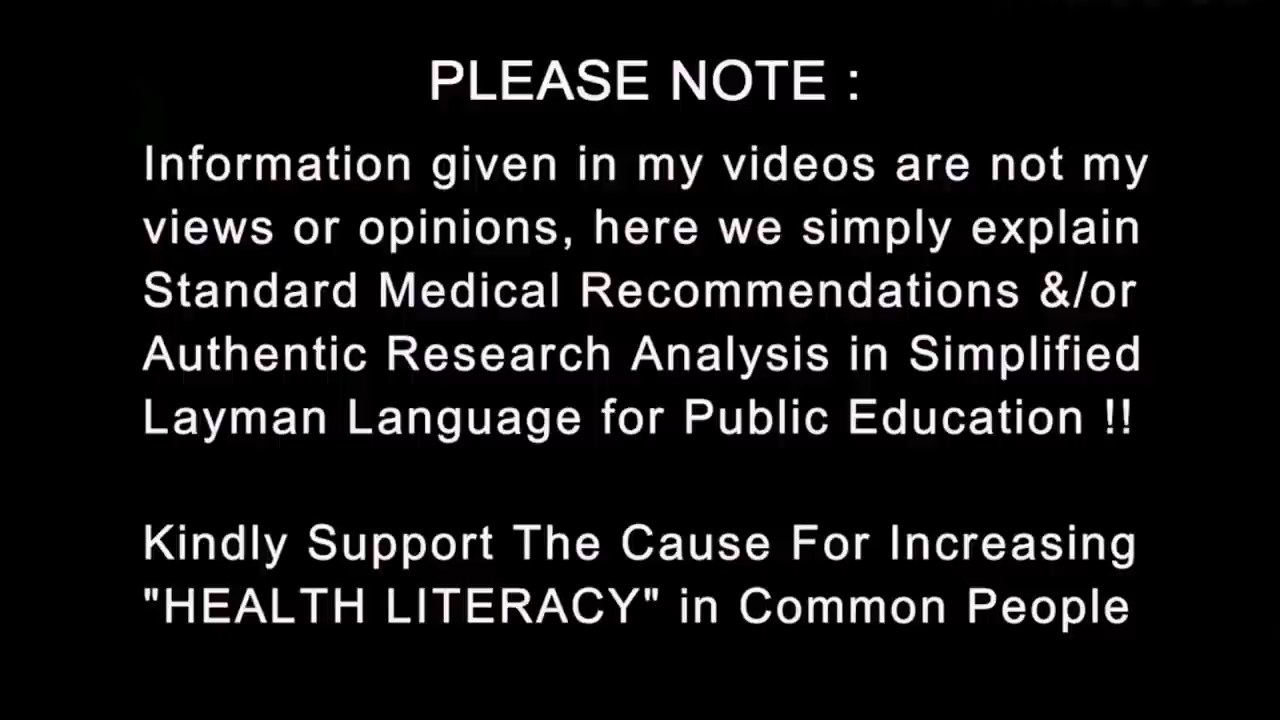 PLEASE NOTE :
Information given in my videos are not my
views or opinions, here we simply explain
Standard Medical Recommendations &/or
Authentic Research Analysis in Simplified
Layman Language for Public Education !!
Kindly Support The Cause For Increasing
"HEALTH LITERACY" in Common People